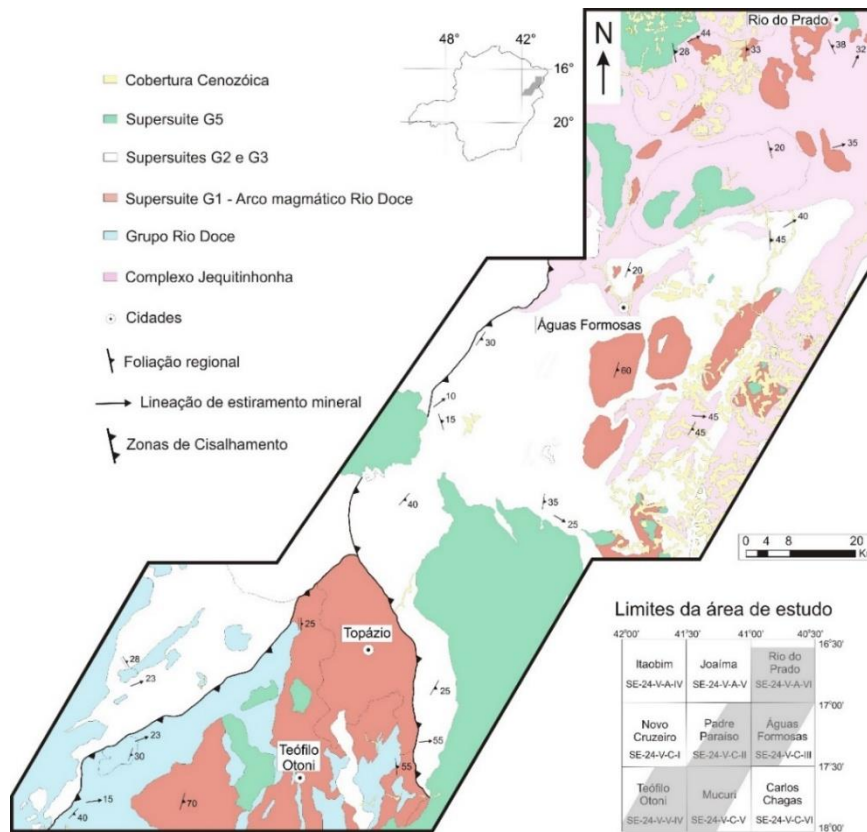 Rio do Prado
44
28
33
38
32
N
48°
42°
16°
20°
Cobertura Cenozóica
Supersuite G5
Supersuites G2 e G3
Supersuite G1 - Arco magmático Rio Doce
Grupo Rio Doce
Complexo Jequitinhonha
Cidades
Foliação regional
Lineação de estiramento mineral
Zonas de Cisalhamento
20
35
40
45
20
Águas Formosas
30
60
10
15
45
45
40
35
25
0 4 8 20
Km
25
Topázio
28
23
25
23
30
55
Teófilo
Otoni
55
15
40
70
Limites da área de estudo
42°00' 41°30' 41°00' 40°30'
16°30'
Itaobim
SE-24-V-A-IV
Joaíma
SE-24-V-A-V
Rio do
Prado
SE-24-V-A-VI
17°00'
Novo
Cruzeiro
SE-24-V-C-I
Padre
Paraíso
SE-24-V-C-II
Águas
Formosas
SE-24-V-C-III
17°30'
Teófilo
Otoni
SE-24-V-V-IV
Mucuri
SE-24-V-C-V
Carlos
Chagas
SE-24-V-C-VI
18°00'